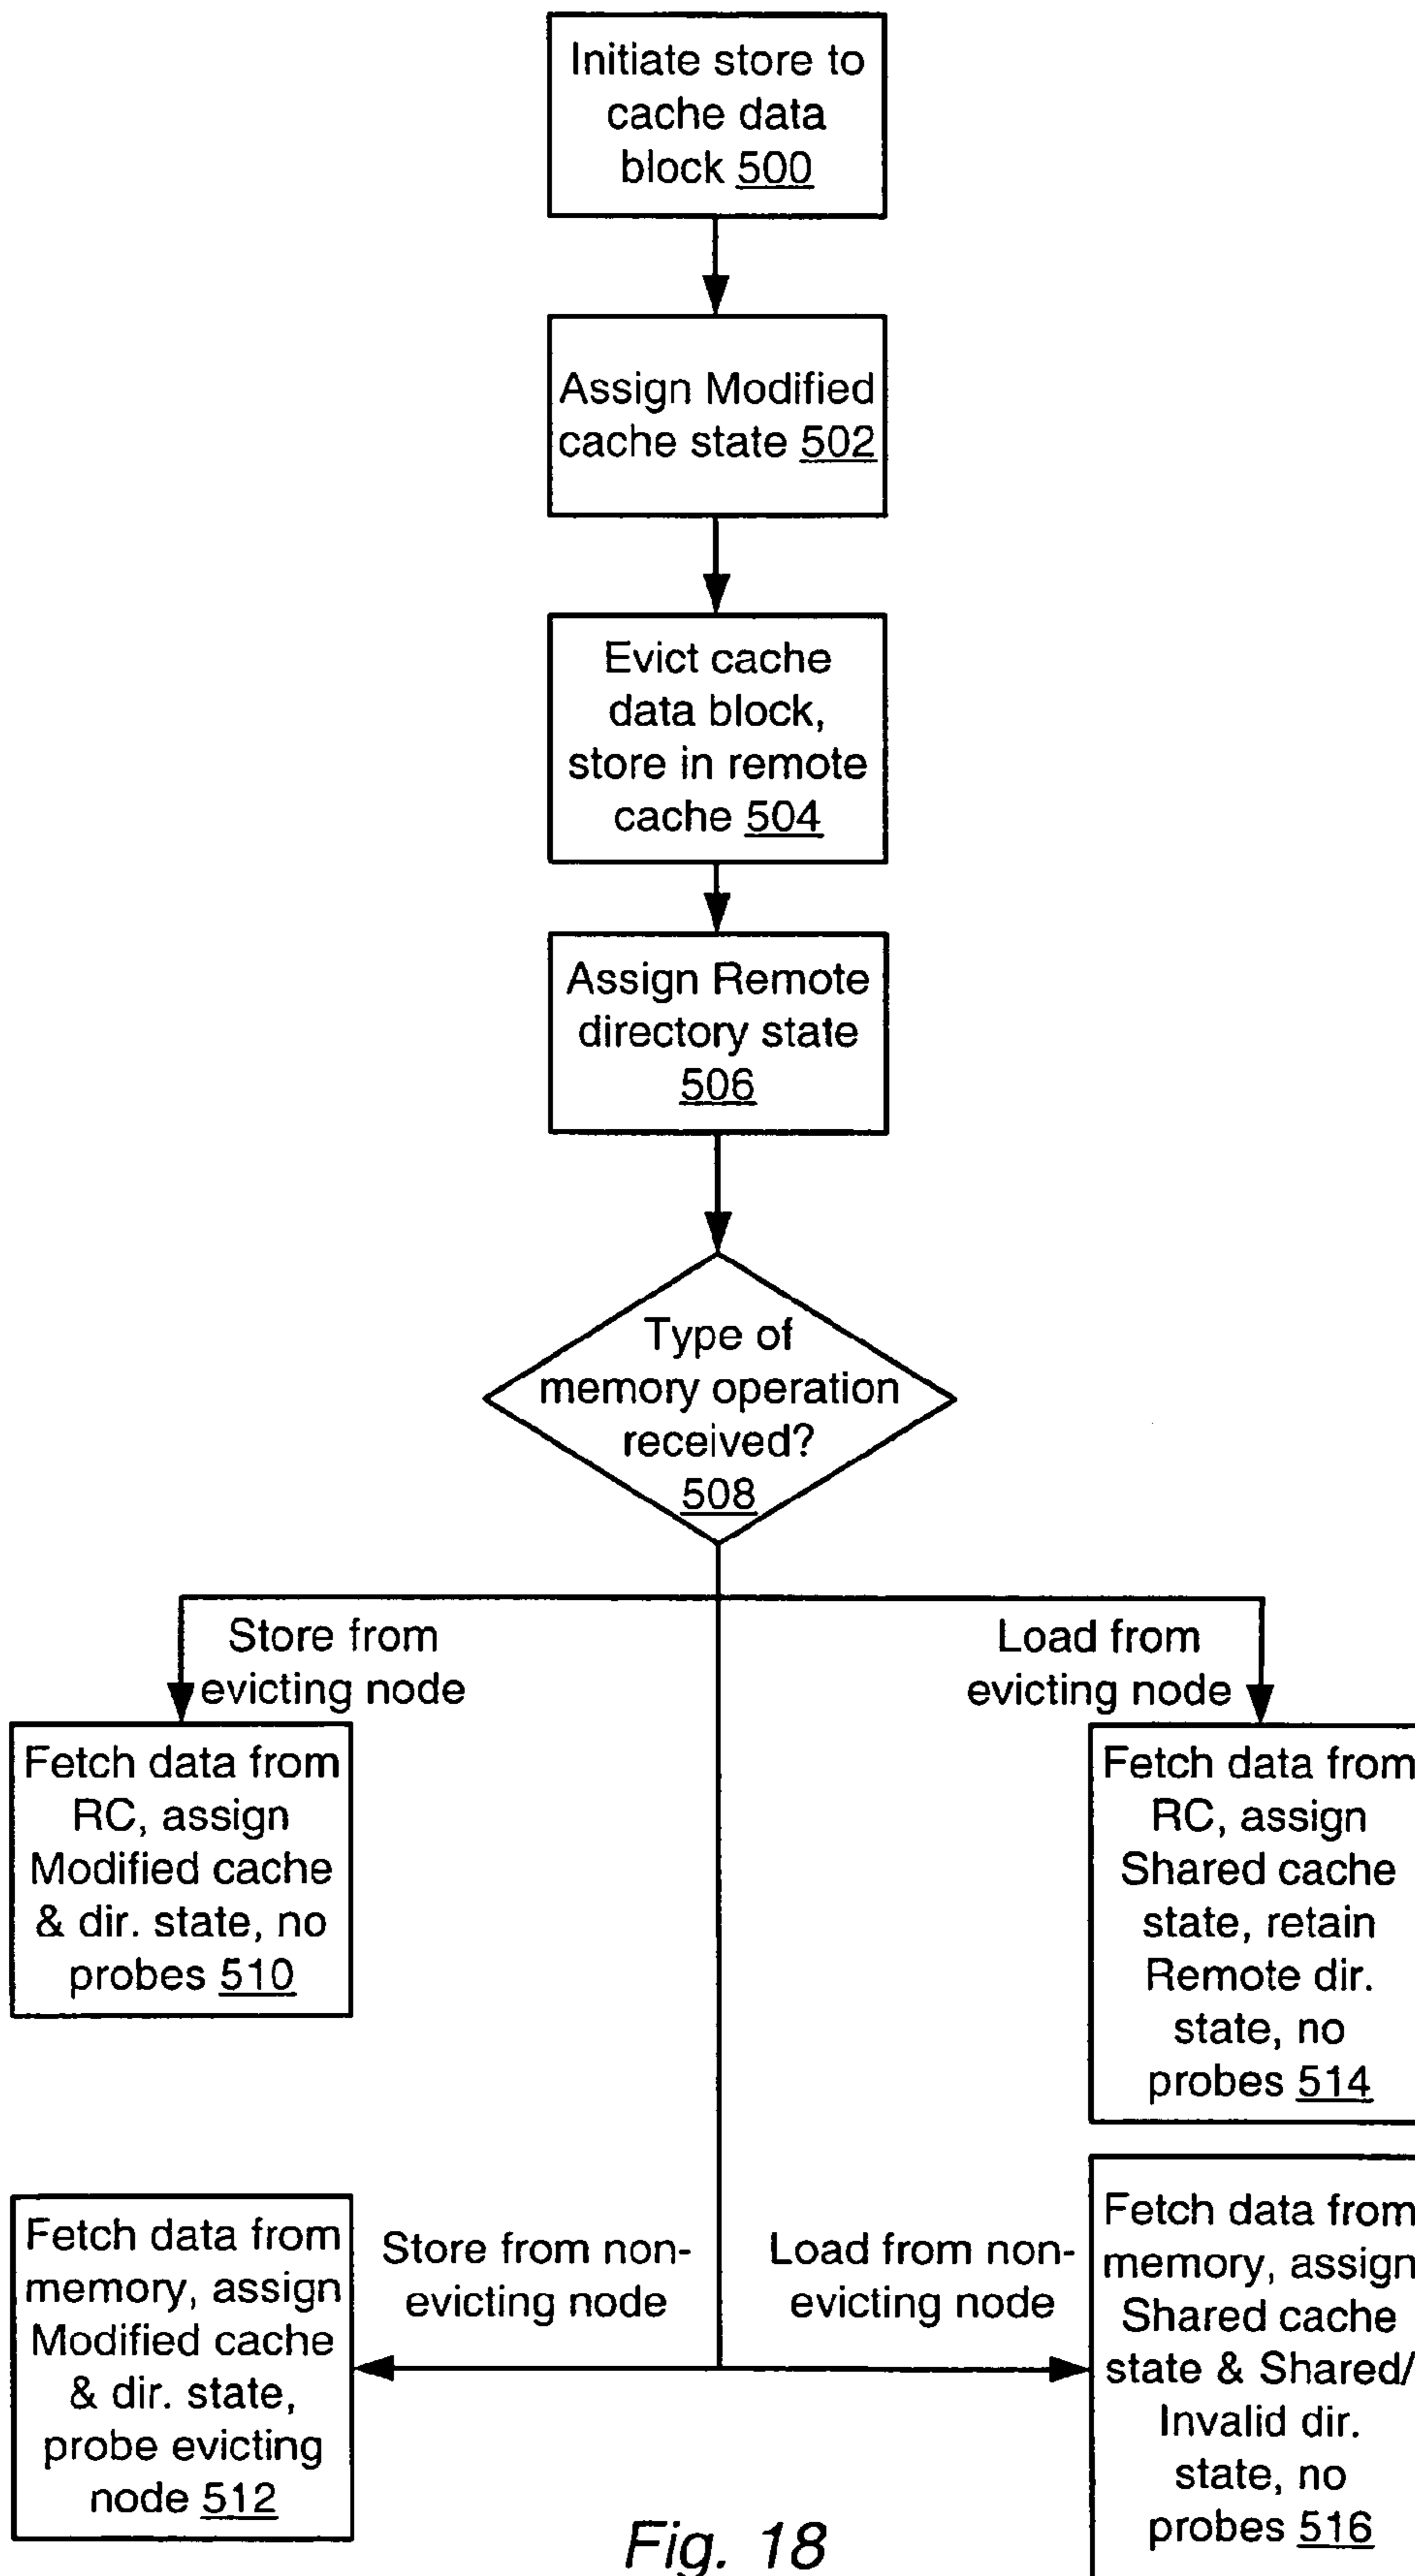 Initiate store to
cache data
block 500
Assign Modified
cache state 502
Evict cache
data block,
store in remote
cache 504
Assign Remote
directory state
506
Type of
memory operation
received?
508
Store from
evicting node
Load from
evicting node
Fetch data from
RC, assign
Modified cache
& dir. state, no
probes 510
Fetch data from
RC, assign
Shared cache
state, retain
Remote dir.
state, no
probes 514
Store from non-
evicting node
Load from non-
evicting node
Fetch data from
memory, assign
Modified cache
& dir. state,
probe evicting
node 512
Fetch data from
memory, assign
Shared cache
state & Shared/
Invalid dir.
state, no
probes 516
Fig. 18